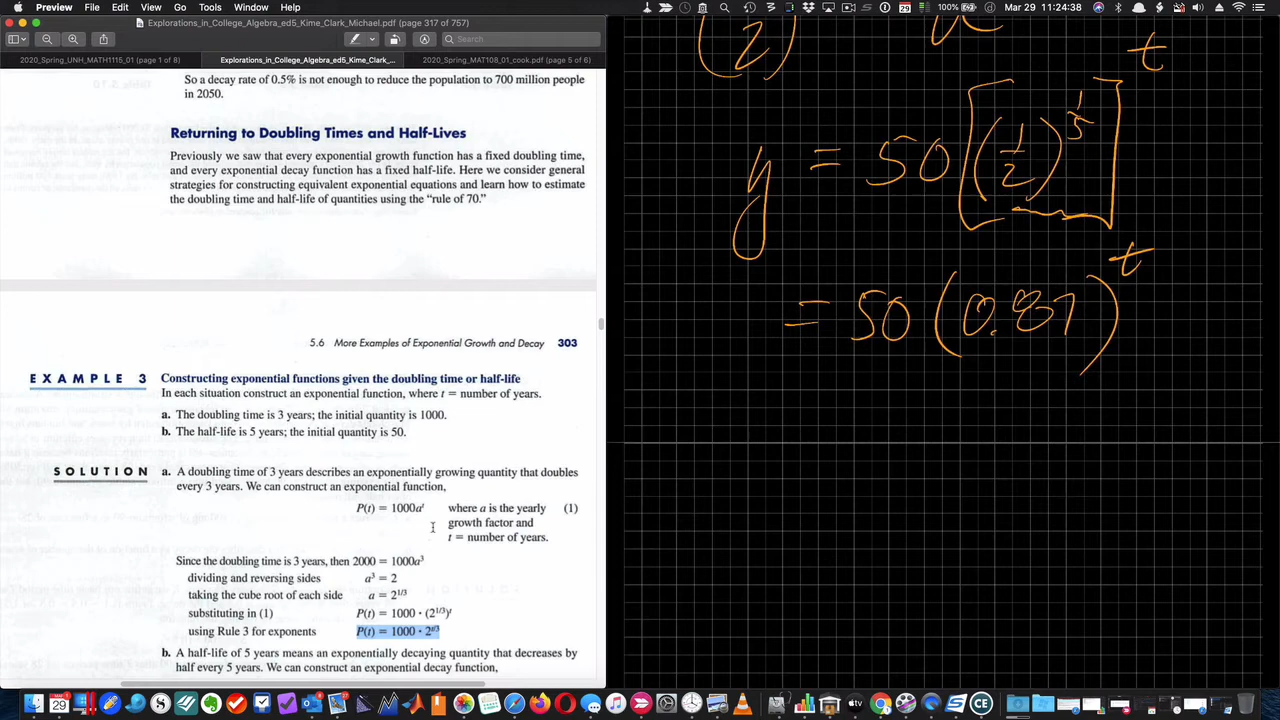 Preview File Edit View Go Tools Window Help
100% Mar 29 11:24:38
Explorations_in_College_Algebra_ed5_Kime_Clark_Michael.pdf (page 317 of 757)
Search
2020_Spring_UNH_MATH1115_01 (page 1 of 8)
Explorations_in_College_Algebra_ed5_Kime_Clark_...
2020_Spring_MAT108_01_cook.pdf (page 5 of 6)
So a decay rate of 0.5% is not enough to reduce the population to 700 million people
in 2050.
Returning to Doubling Times and Half-Lives
Previously we saw that every exponential growth function has a fixed doubling time,
and every exponential decay function has a fixed half-life. Here we consider general
strategies for constructing equivalent exponential equations and learn how to estimate
the doubling time and half-life of quantities using the “rule of 70.”
5.6 More Examples of Exponential Growth and Decay 303
EXAMPLE 3 Constructing exponential functions given the doubling time or half-life
In each situation construct an exponential function, where t = number of years.
a. The doubling time is 3 years; the initial quantity is 1000.
b. The half-life is 5 years; the initial quantity is 50.
SOLUTION a. A doubling time of 3 years describes an exponentially growing quantity that doubles
every 3 years. We can construct an exponential function,
P(t) = 1000aᵗ where a is the yearly (1)
growth factor and
t = number of years.
Since the doubling time is 3 years, then 2000 = 1000a³
dividing and reversing sides a³ = 2
taking the cube root of each side a = 2^(1/3)
substituting in (1) P(t) = 1000 · (2^(1/3))^t
using Rule 3 for exponents P(t) = 1000 · 2^(t/3)
b. A half-life of 5 years means an exponentially decaying quantity that decreases by
half every 5 years. We can construct an exponential decay function,
y = 50[(1/2)^(1/5)]^t
= 50(0.87)^t